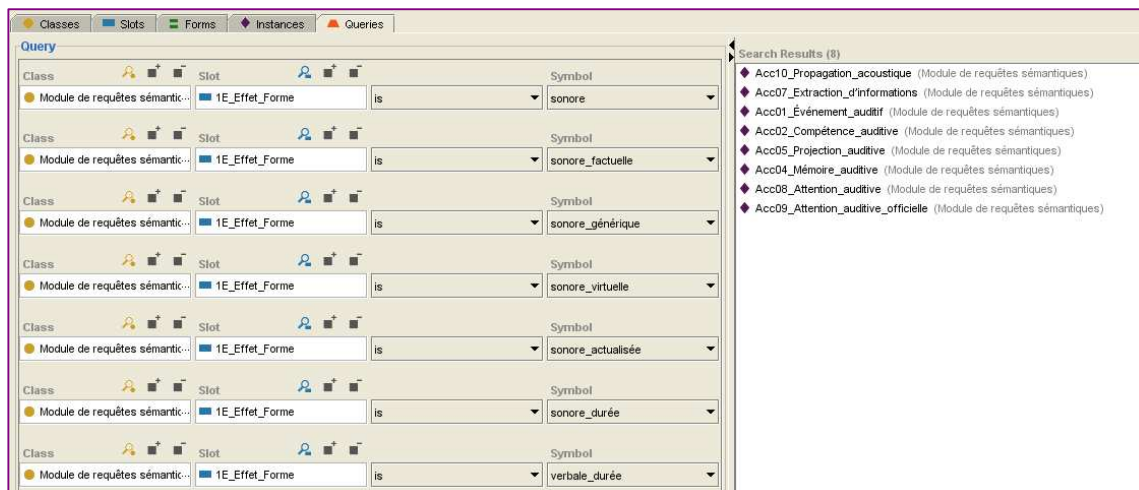 Classes Slots Forms Instances Queries
Query
Class Slot Symbol
Module de requêtes sémantic... 1E_Effet_Forme is sonore
Class Slot Symbol
Module de requêtes sémantic... 1E_Effet_Forme is sonore_factuelle
Class Slot Symbol
Module de requêtes sémantic... 1E_Effet_Forme is sonore_générique
Class Slot Symbol
Module de requêtes sémantic... 1E_Effet_Forme is sonore_virtuelle
Class Slot Symbol
Module de requêtes sémantic... 1E_Effet_Forme is sonore_actualisée
Class Slot Symbol
Module de requêtes sémantic... 1E_Effet_Forme is sonore_durée
Class Slot Symbol
Module de requêtes sémantic... 1E_Effet_Forme is verbale_durée
Search Results (8)
Acc10_Propagation_acoustique (Module de requêtes sémantiques)
Acc07_Extraction_d'informations (Module de requêtes sémantiques)
Acc01_Événement_auditif (Module de requêtes sémantiques)
Acc02_Compétence_auditive (Module de requêtes sémantiques)
Acc05_Projection_auditive (Module de requêtes sémantiques)
Acc04_Mémoire_auditive (Module de requêtes sémantiques)
Acc08_Attention_auditive (Module de requêtes sémantiques)
Acc09_Attention_auditive_officielle (Module de requêtes sémantiques)